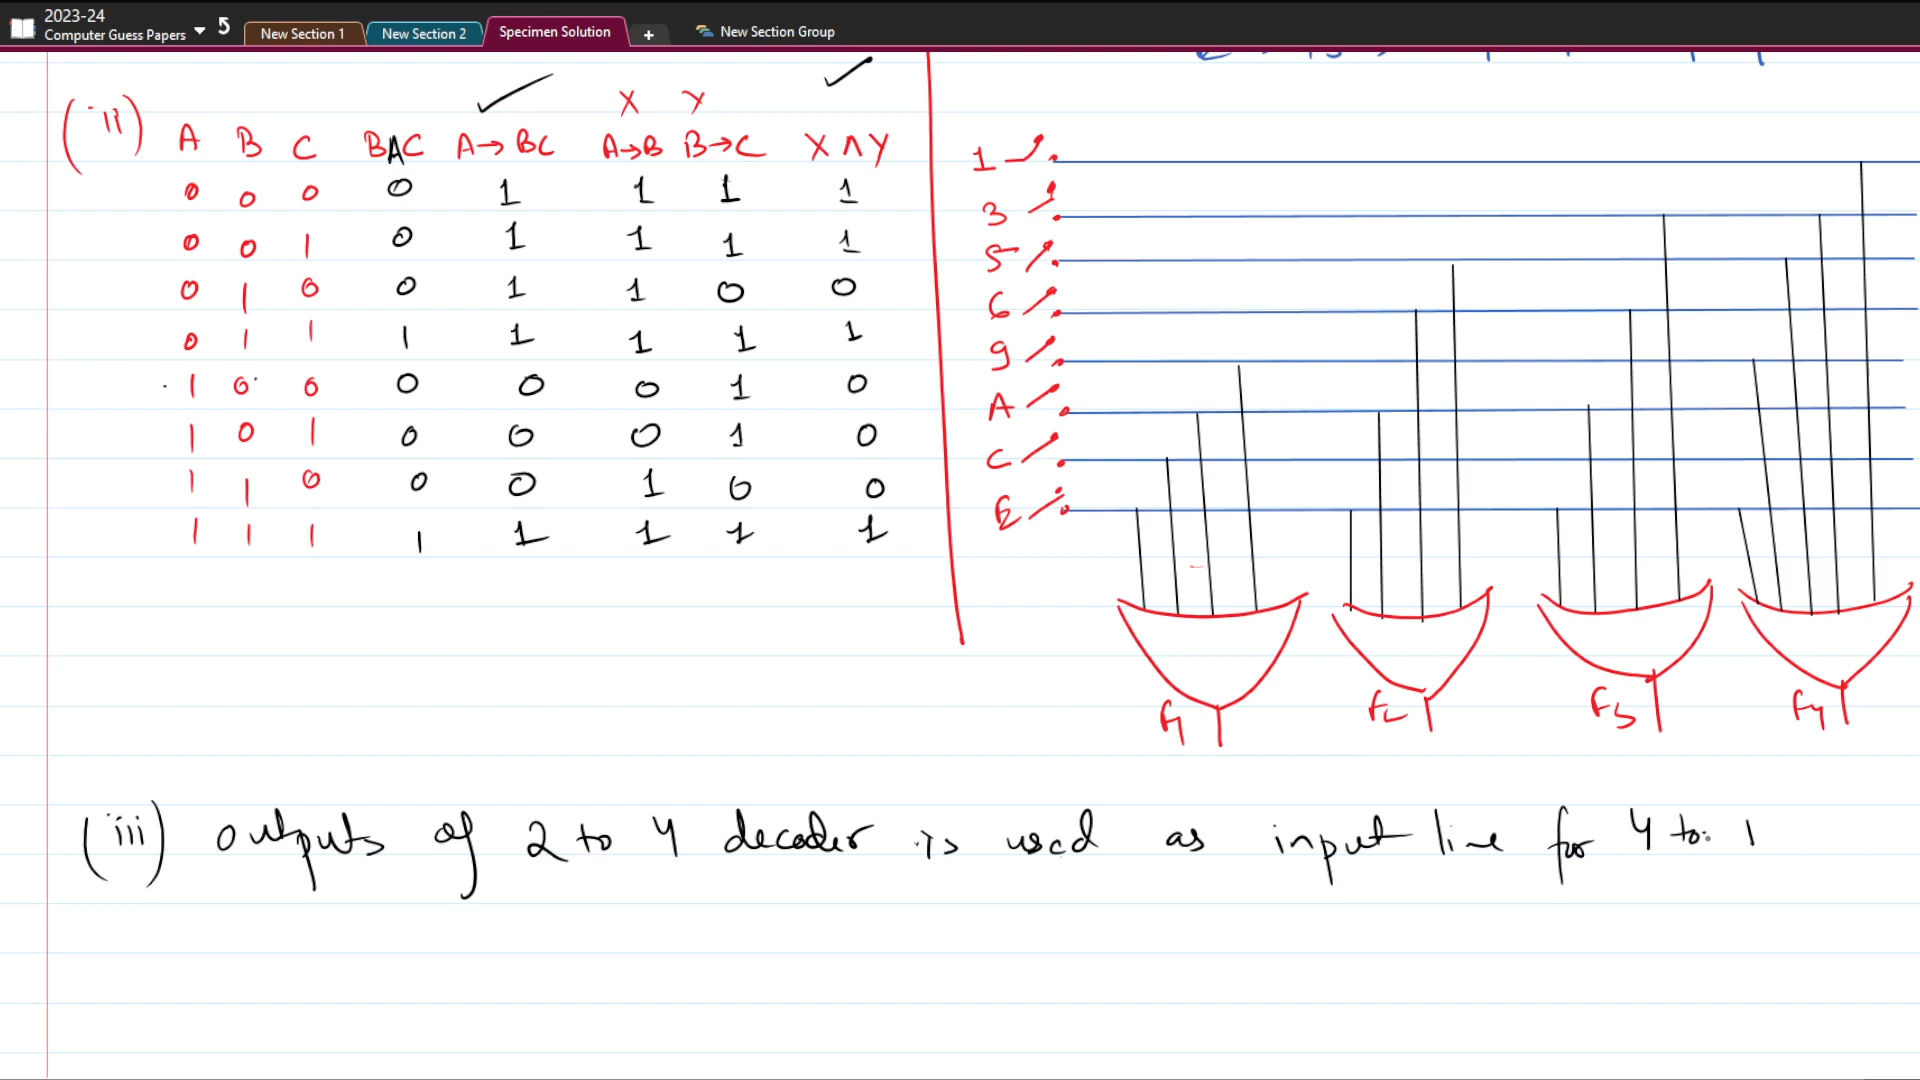 2023-24
Computer Guess Papers
New Section 1
New Section 2
Specimen Solution
+
New Section Group
(ii)
X Y
A B C B∧C A→BC A→B B→C X∧Y
0 0 0 0 1 1 1 1
0 0 1 0 1 1 1 1
0 1 0 0 1 1 0 0
0 1 1 1 1 1 1 1
1 0 0 0 0 0 1 0
1 0 1 0 0 0 1 0
1 1 0 0 0 1 0 0
1 1 1 1 1 1 1 1
1
3
5
6
9
A
C
E
F1 F2 F3 F4
(iii) outputs of 2 to 4 decoder is used as input line for 4 to 1